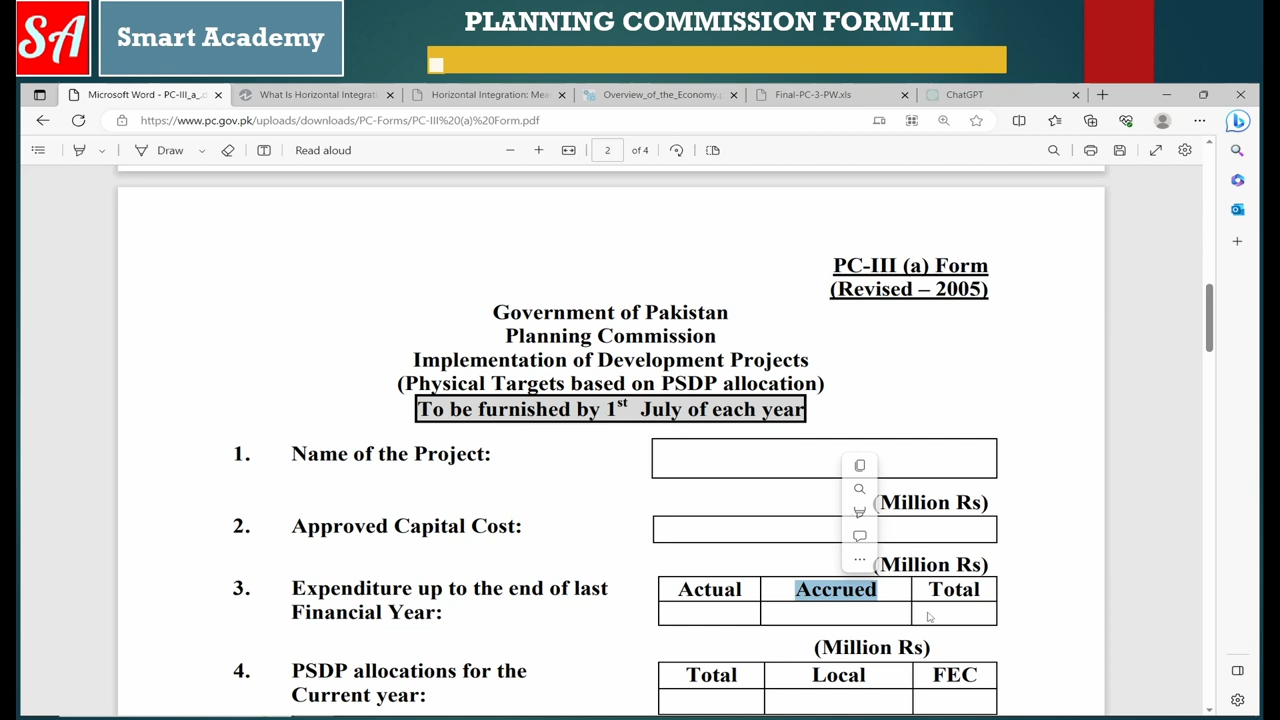 SA
Smart Academy
PLANNING COMMISSION FORM-III
Microsoft Word - PC-III_a_.d
What Is Horizontal Integrati
Horizontal Integration: Mea
Overview_of_the_Economy.p
Final-PC-3-PW.xls
ChatGPT
https://www.pc.gov.pk/uploads/downloads/PC-Forms/PC-III%20(a)%20Form.pdf
Draw
Read aloud
2
of 4
PC-III (a) Form
(Revised – 2005)
Government of Pakistan
Planning Commission
Implementation of Development Projects
(Physical Targets based on PSDP allocation)
To be furnished by 1st July of each year
1. Name of the Project:
(Million Rs)
2. Approved Capital Cost:
(Million Rs)
3. Expenditure up to the end of last
Financial Year:
Actual Accrued Total
(Million Rs)
4. PSDP allocations for the
Current year:
Total Local FEC